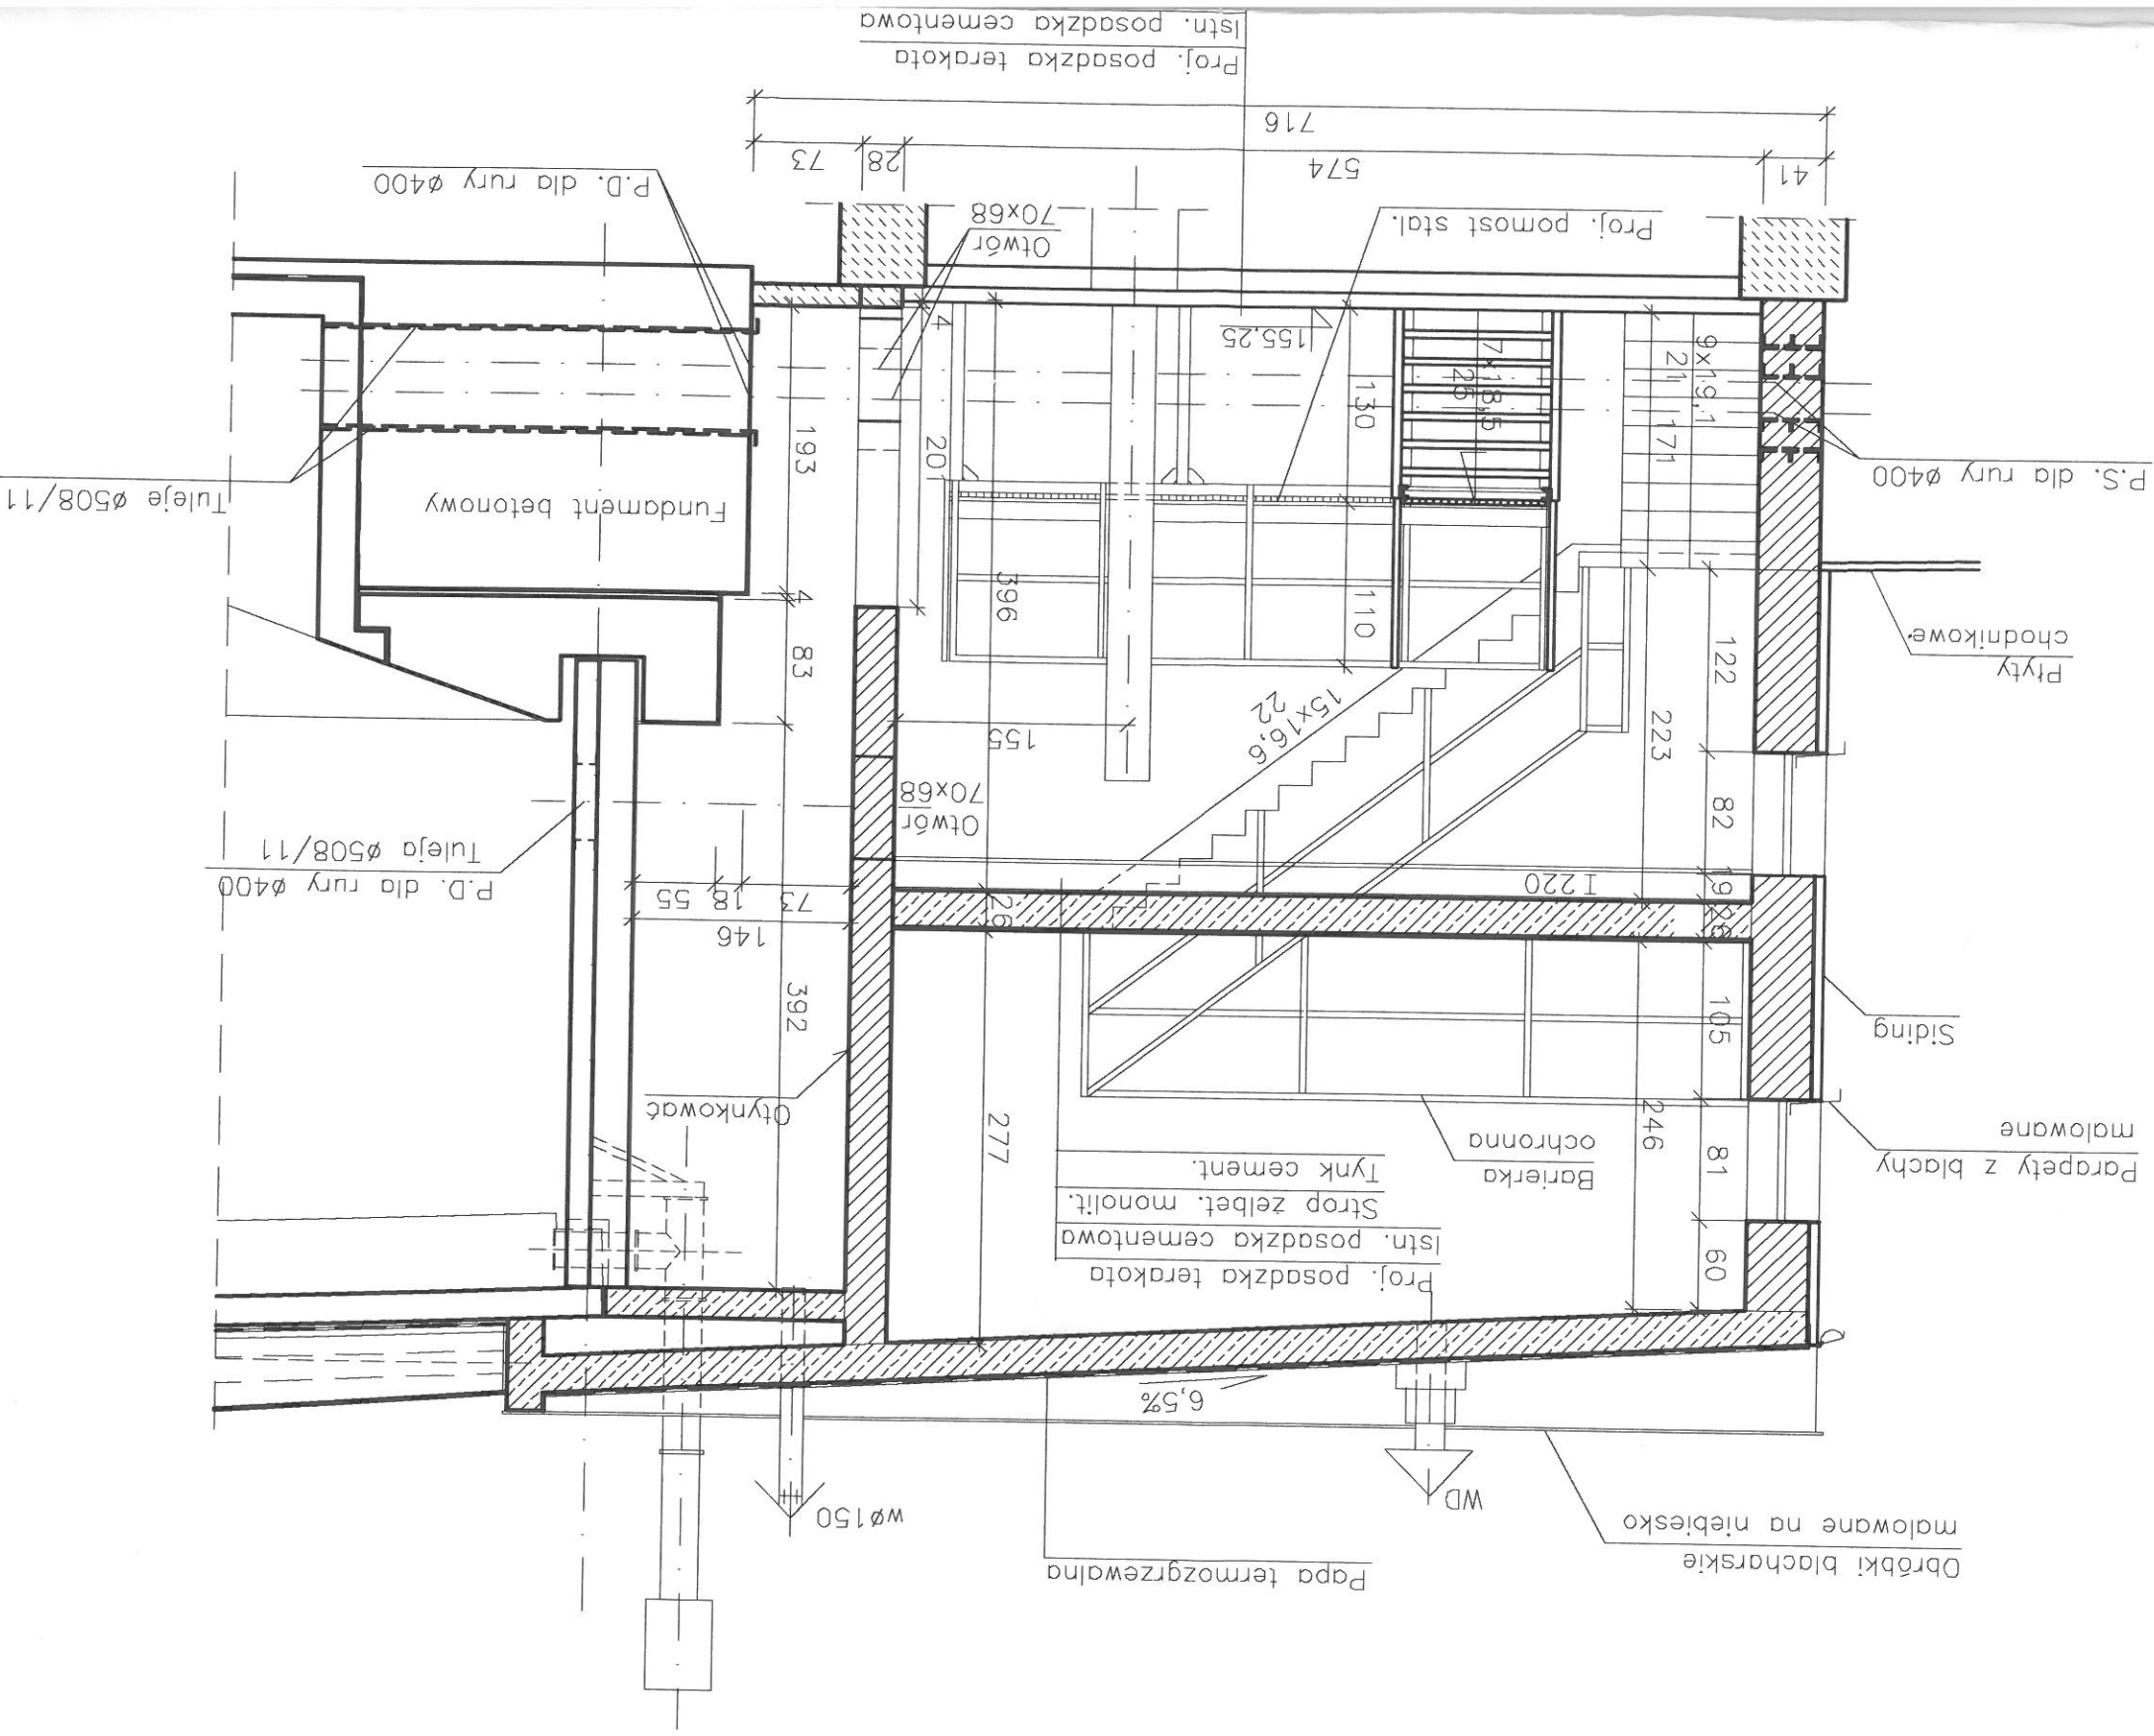 Obróbki blacharskie
malowane na niebiesko
Papa termozgrzewalna
WD
wø150
6,5%
Parapety z blachy
malowane
Siding
Płyty
chodnikowe
P.S. dla rury ø400
60
81
105
26
19
82
122
246
223
171
9x19,1
21
Barierka
ochronna
Proj. posadzka terakota
Istn. posadzka cementowa
Strop żelbet. monolit.
Tynk cement.
277
26
I220
396
15x16,6
22
155
Otwór
70x68
Otynkować
392
146
73
18
55
P.D. dla rury ø400
Tuleja ø508/11
83
4
193
Fundament betonowy
Tuleje ø508/11
110
130
7x18,5
25
201
4
155,25
Proj. pomost stal.
Otwór
70x68
P.D. dla rury ø400
41
574
28
73
716
Proj. posadzka terakota
Istn. posadzka cementowa